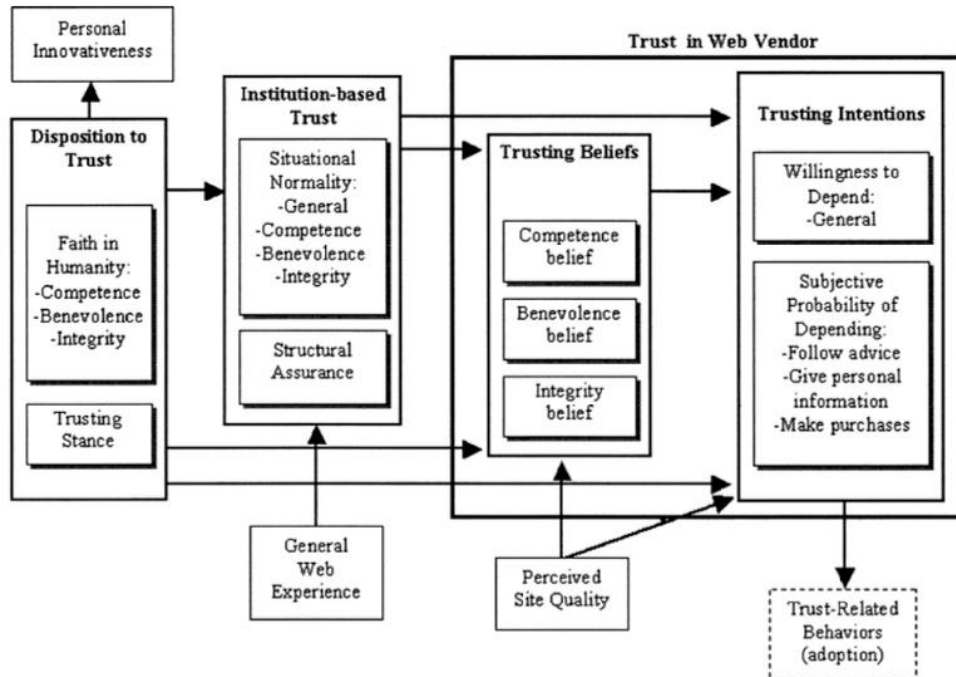 Personal
Innovativeness
Trust in Web Vendor
Disposition to
Trust
Faith in
Humanity:
-Competence
-Benevolence
-Integrity
Trusting
Stance
Institution-based
Trust
Situational
Normality:
-General
-Competence
-Benevolence
-Integrity
Structural
Assurance
Trusting Beliefs
Competence
belief
Benevolence
belief
Integrity
belief
Trusting Intentions
Willingness to
Depend:
-General
Subjective
Probability of
Depending:
-Follow advice
-Give personal
information
-Make purchases
General
Web
Experience
Perceived
Site Quality
Trust-Related
Behaviors
(adoption)